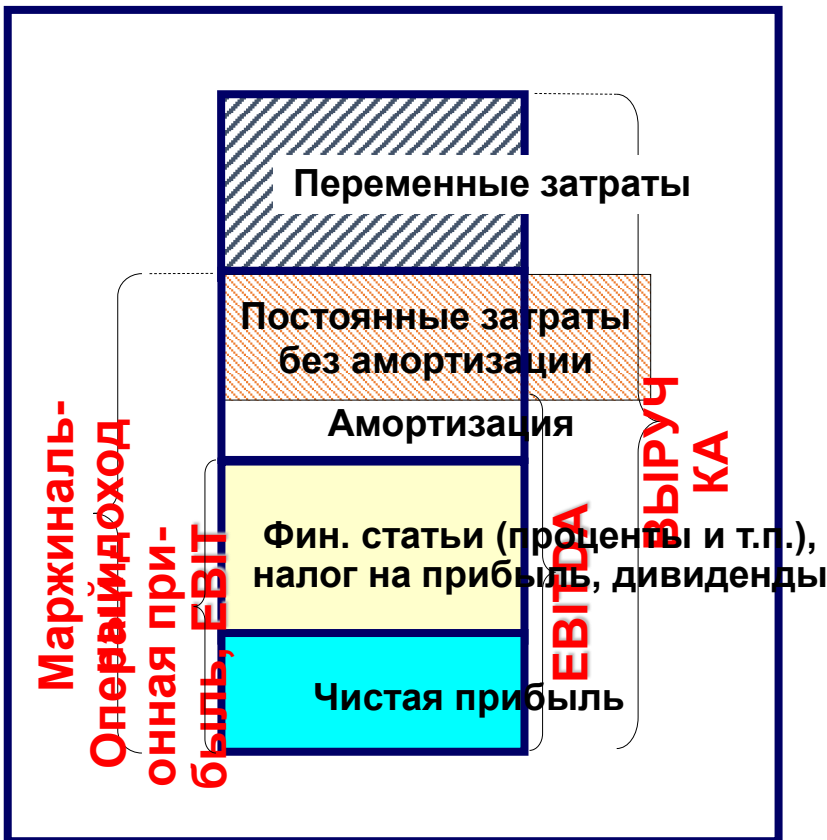 Переменные затраты
Постоянные затраты
без амортизации
Амортизация
Фин. статьи (проценты и т.п.),
налог на прибыль, дивиденды
Чистая прибыль
Маржиналь-
ный доход
Операци-
онная при-
быль, EBIT
EBITDA
ВЫРУЧ
КА